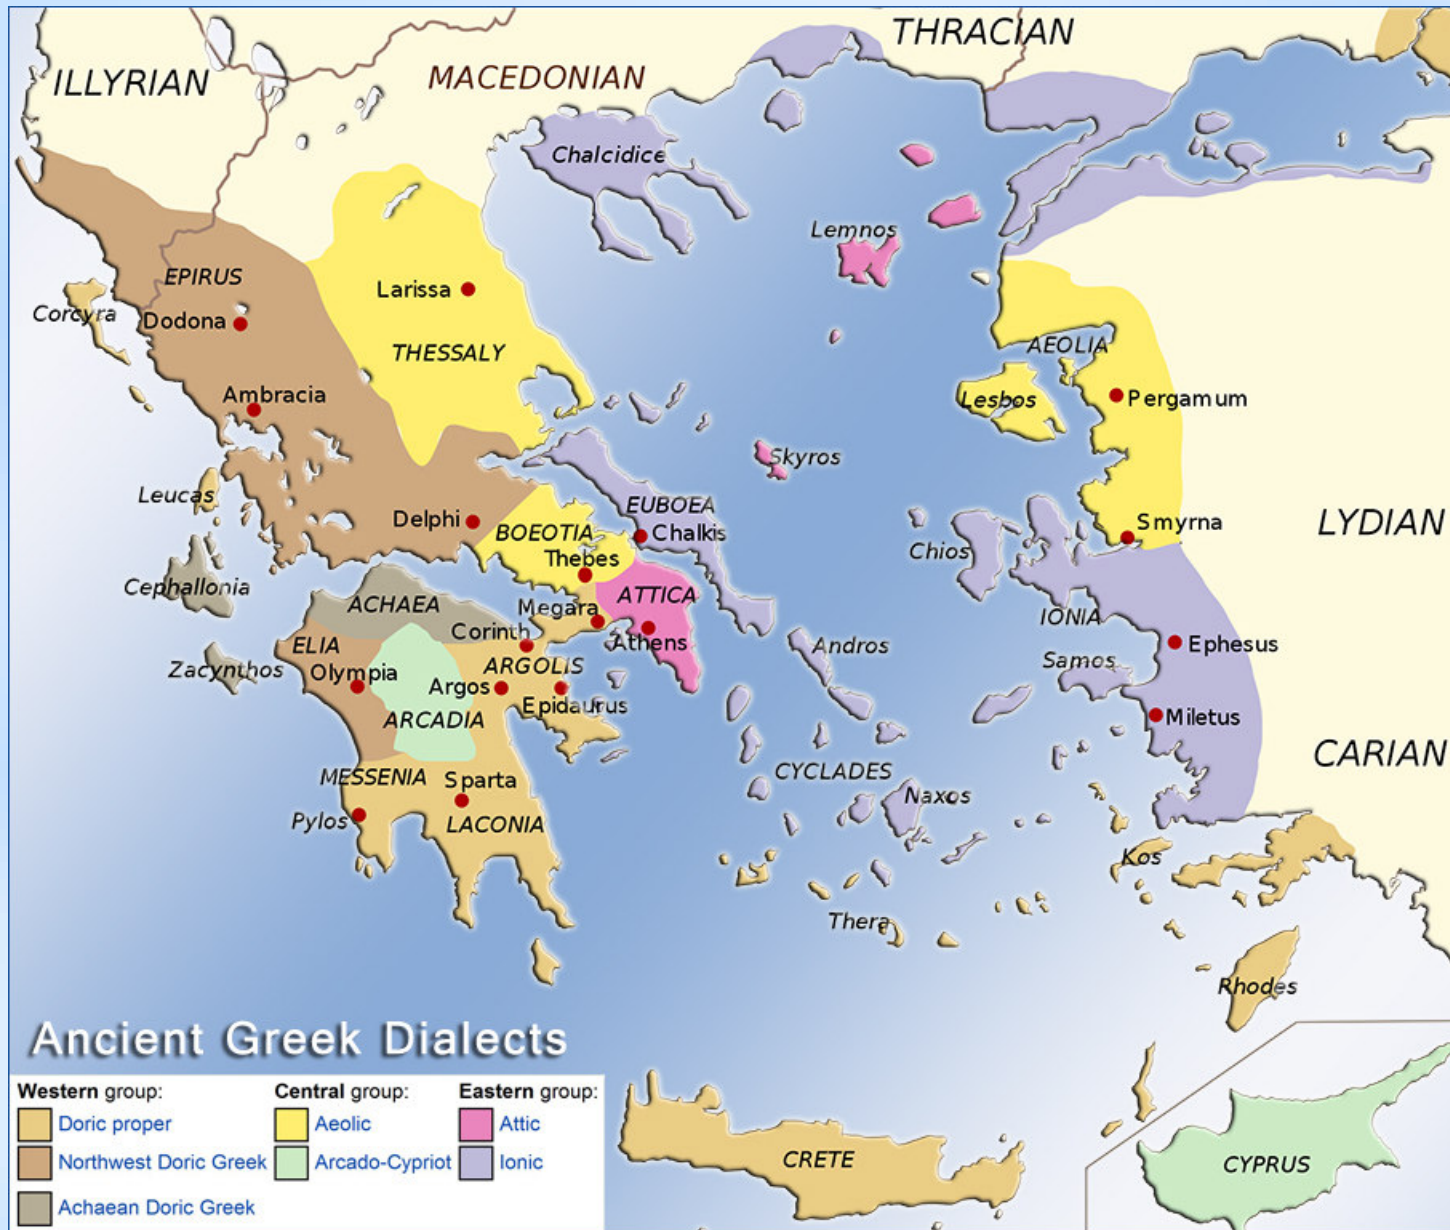 THRACIAN
ILLYRIAN
MACEDONIAN
Chalcidice
Lemnos
EPIRUS
Larissa
Corcyra
Dodona
THESSALY
AEOLIA
Ambracia
Lesbos
Pergamum
Skyros
Leucas
Delphi
EUBOEA
BOEOTIA
Chalkis
Smyrna
LYDIAN
Thebes
Chios
Cephallonia
ATTICA
ACHAEA
Megara
IONIA
Corinth
Athens
ELIA
Andros
Ephesus
Zacynthos
Olympia
ARGOLIS
Samos
Argos
Epidaurus
ARCADIA
Miletus
MESSENIA
Sparta
CYCLADES
CARIAN
Naxos
Pylos
LACONIA
Kos
Thera
Rhodes
CRETE
CYPRUS
Ancient Greek Dialects
Western group:
Doric proper
Northwest Doric Greek
Achaean Doric Greek
Central group:
Aeolic
Arcado-Cypriot
Eastern group:
Attic
Ionic